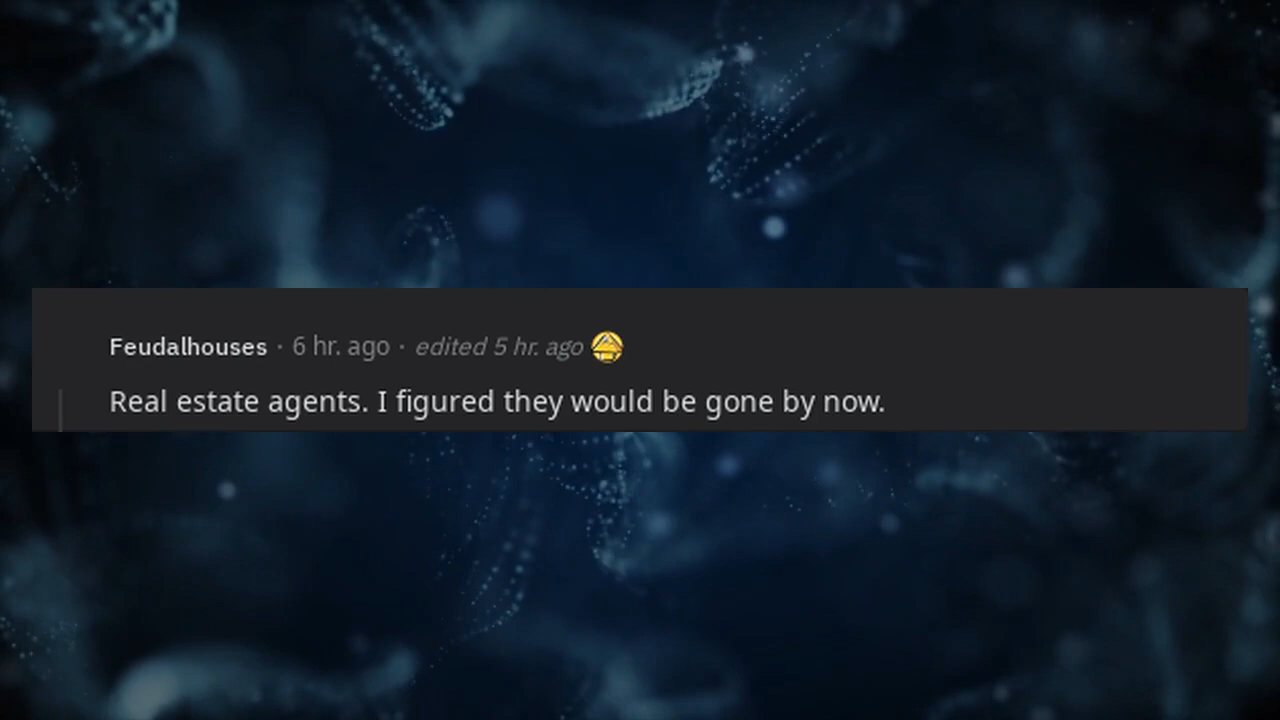 Feudalhouses · 6 hr. ago · edited 5 hr. ago
Real estate agents. I figured they would be gone by now.